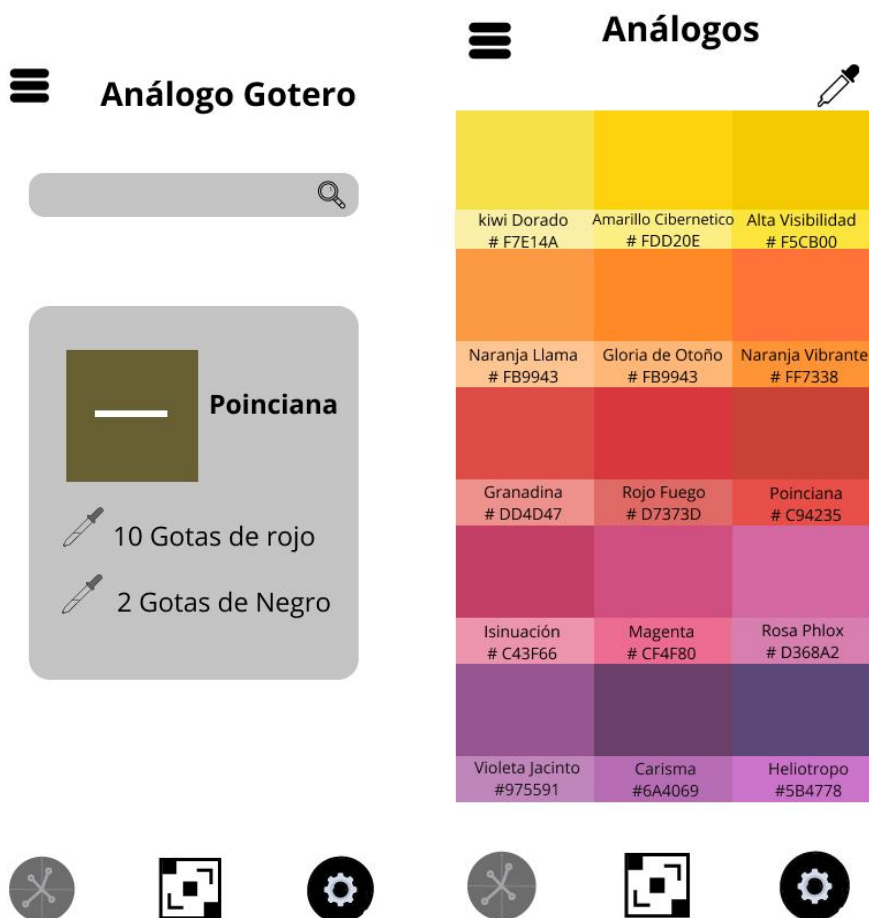 Análogo Gotero
Poinciana
10 Gotas de rojo
2 Gotas de Negro
Análogos
kiwi Dorado
# F7E14A
Amarillo Cibernetico
# FDD20E
Alta Visibilidad
# F5CB00
Naranja Llama
# FB9943
Gloria de Otoño
# FB9943
Naranja Vibrante
# FF7338
Granadina
# DD4D47
Rojo Fuego
# D7373D
Poinciana
# C94235
Isinuación
# C43F66
Magenta
# CF4F80
Rosa Phlox
# D368A2
Violeta Jacinto
#975591
Carisma
#6A4069
Heliotropo
#5B4778